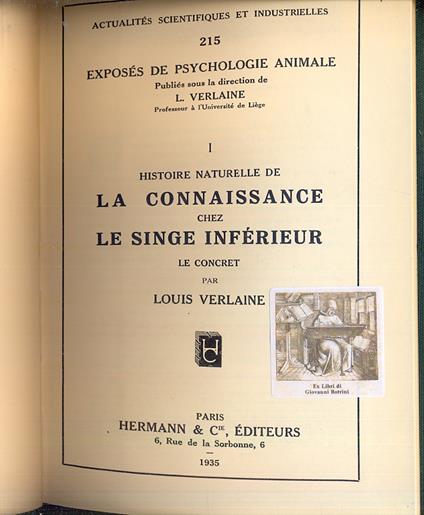 ACTUALITÉS SCIENTIFIQUES ET INDUSTRIELLES
215
EXPOSÉS DE PSYCHOLOGIE ANIMALE
Publiés sous la direction de
L. VERLAINE
Professeur à l'Université de Liège
I
HISTOIRE NATURELLE DE
LA CONNAISSANCE
CHEZ
LE SINGE INFÉRIEUR
LE CONCRET
PAR
LOUIS VERLAINE
HC
Ex Libri di
Giovanni Botrini
PARIS
HERMANN & Cie, ÉDITEURS
6, Rue de la Sorbonne, 6
1935